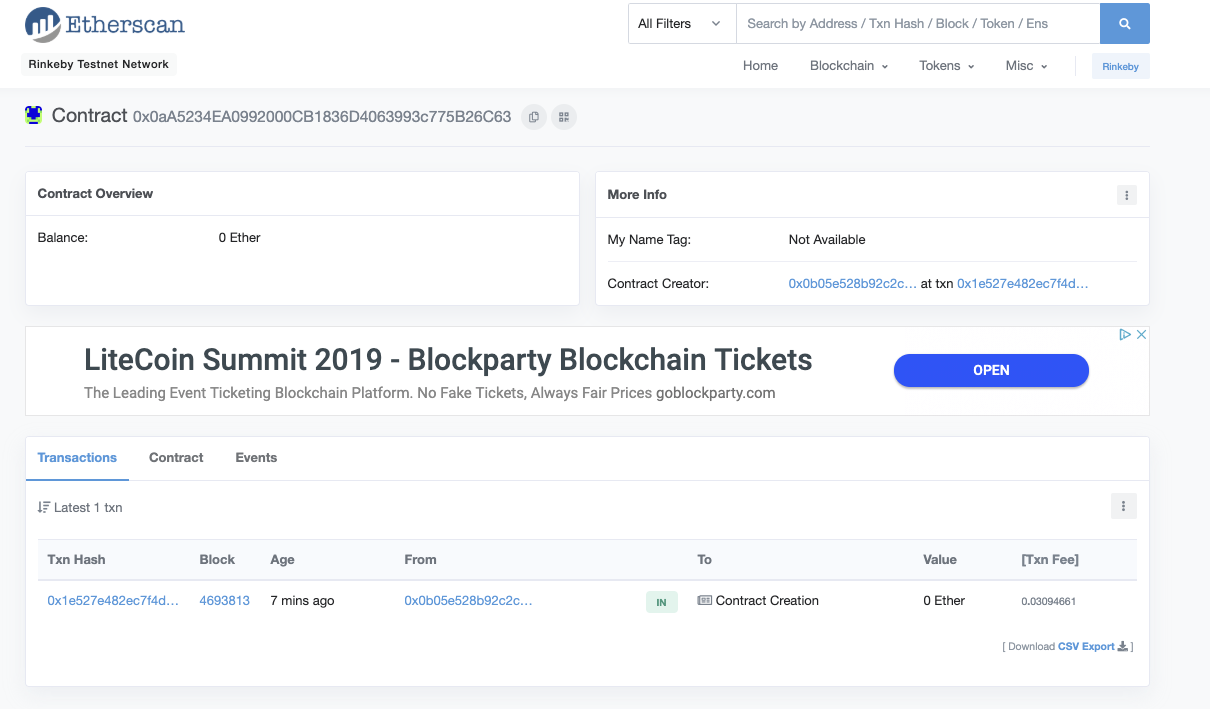 Etherscan
All Filters
Search by Address / Txn Hash / Block / Token / Ens
Rinkeby Testnet Network
Home Blockchain Tokens Misc Rinkeby
Contract 0x0aA5234EA0992000CB1836D4063993c775B26C63
Contract Overview
Balance: 0 Ether
More Info
My Name Tag: Not Available
Contract Creator: 0x0b05e528b92c2c... at txn 0x1e527e482ec7f4d...
LiteCoin Summit 2019 - Blockparty Blockchain Tickets
The Leading Event Ticketing Blockchain Platform. No Fake Tickets, Always Fair Prices goblockparty.com
OPEN
Transactions Contract Events
Latest 1 txn
Txn Hash Block Age From To Value [Txn Fee]
0x1e527e482ec7f4d... 4693813 7 mins ago 0x0b05e528b92c2c... IN Contract Creation 0 Ether 0.03094661
[ Download CSV Export ]